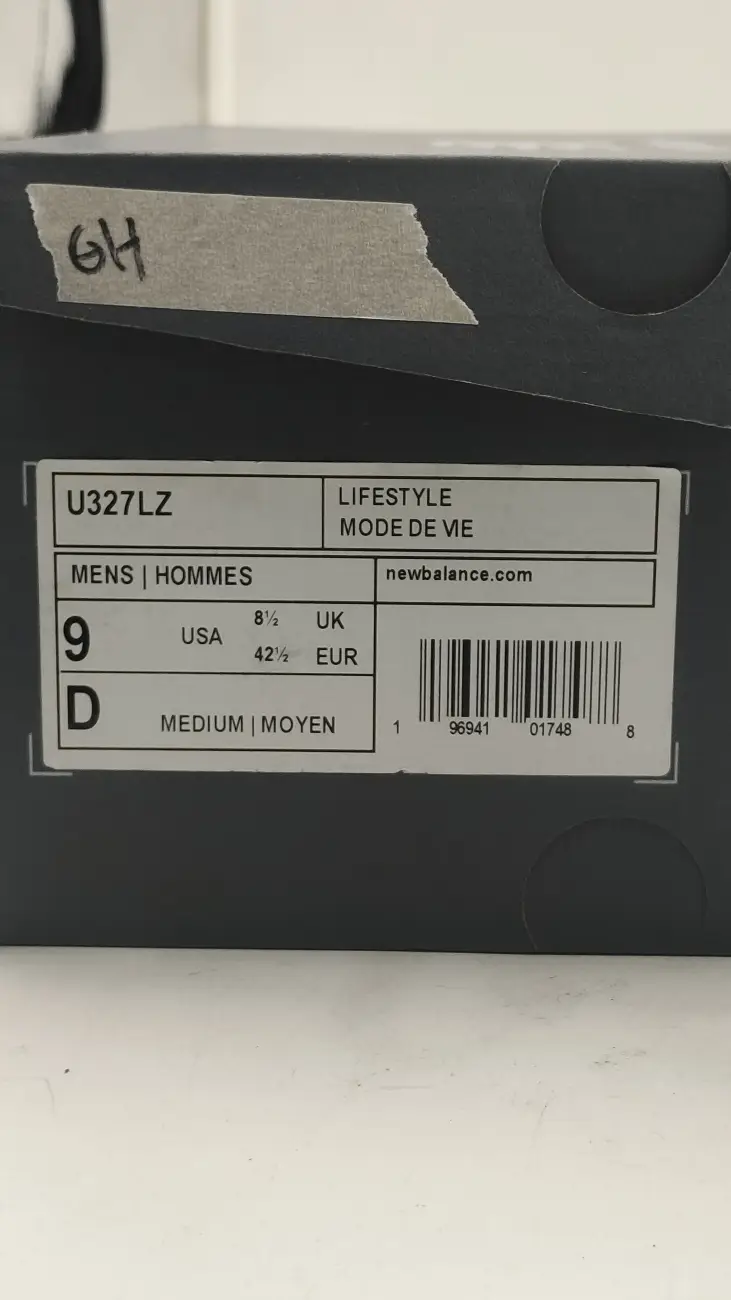 GH
U327LZ
LIFESTYLE
MODE DE VIE
MENS | HOMMES
newbalance.com
9
USA
8½ UK
42½ EUR
D
MEDIUM | MOYEN
1 96941 01748 8